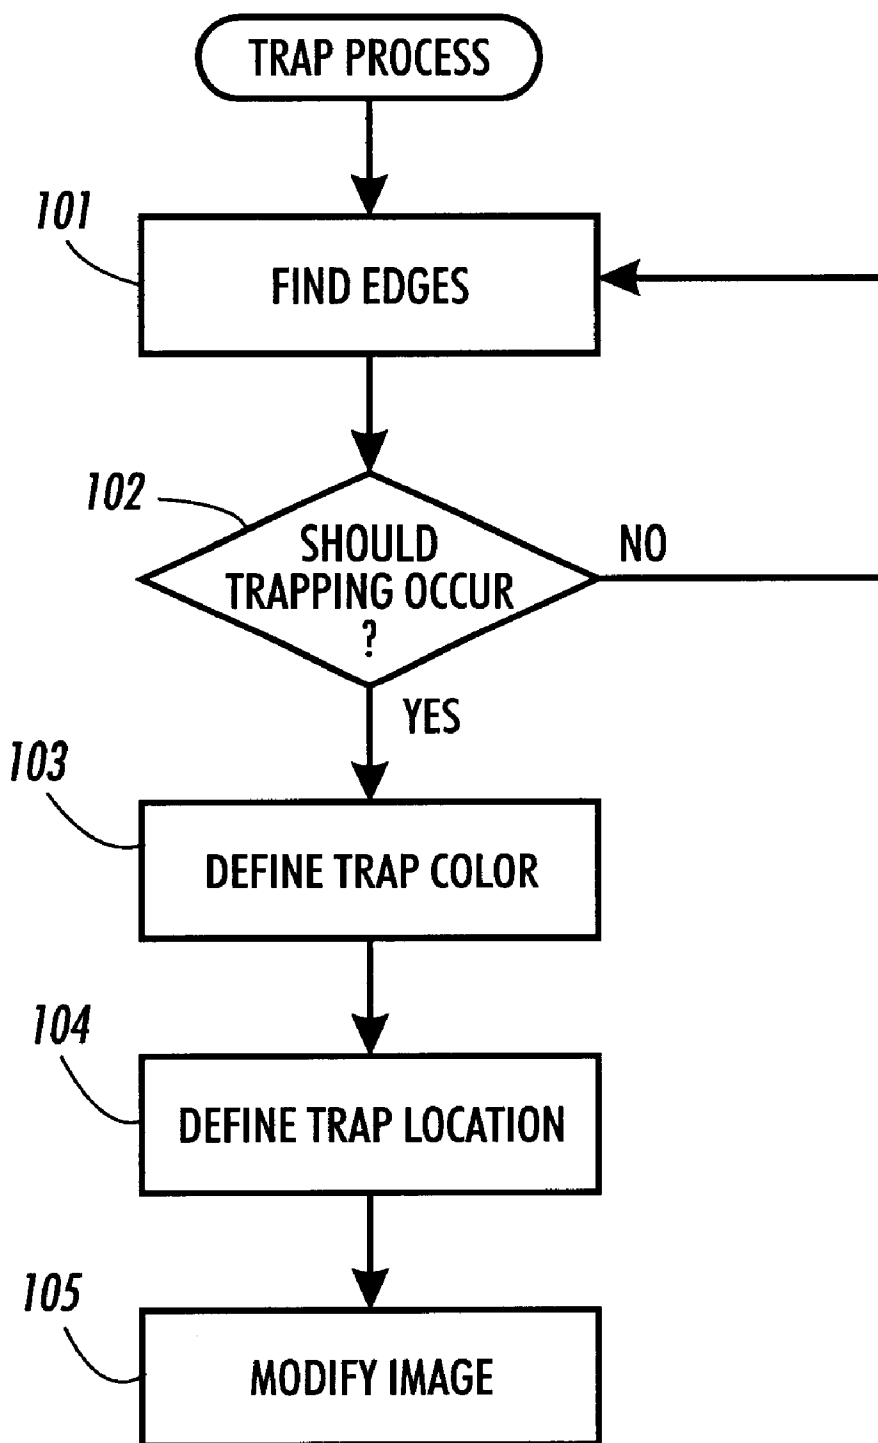 TRAP PROCESS
101
FIND EDGES
102
SHOULD
TRAPPING OCCUR
?
NO
YES
103
DEFINE TRAP COLOR
104
DEFINE TRAP LOCATION
105
MODIFY IMAGE